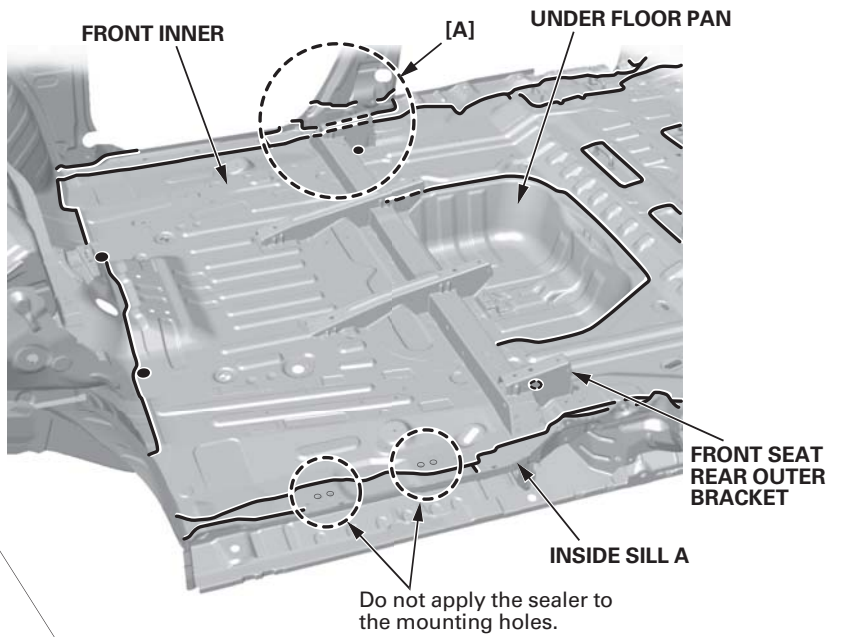 FRONT INNER
[A]
UNDER FLOOR PAN
FRONT SEAT
REAR OUTER
BRACKET
INSIDE SILL A
Do not apply the sealer to
the mounting holes.